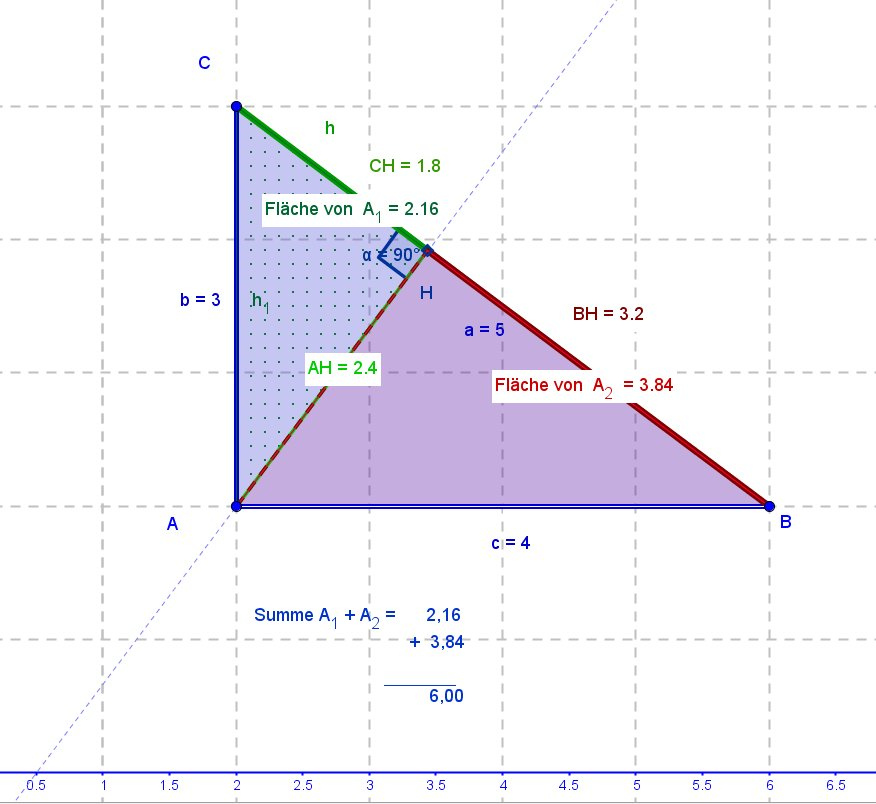 C
h
CH = 1.8
Fläche von A₁ = 2.16
α = 90°
H
b = 3
h₁
BH = 3.2
a = 5
AH = 2.4
Fläche von A₂ = 3.84
A
B
c = 4
Summe A₁ + A₂ = 2,16
+ 3,84
6,00
0.5 1 1.5 2 2.5 3 3.5 4 4.5 5 5.5 6 6.5